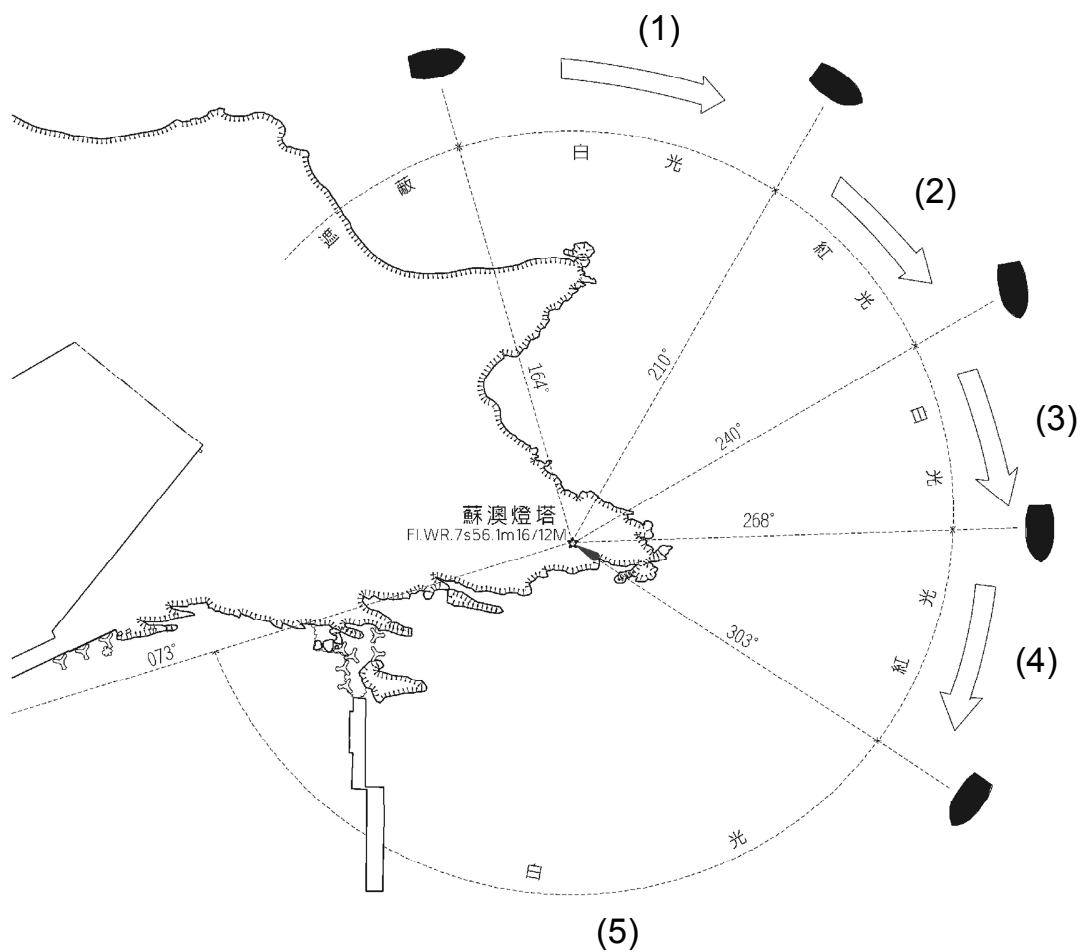 (1)
白光
遮蔽
(2)
紅光
164°
210°
240°
白光
(3)
蘇澳燈塔
Fl.WR.7s56.1m16/12M
268°
紅光
303°
073°
(4)
白光
(5)